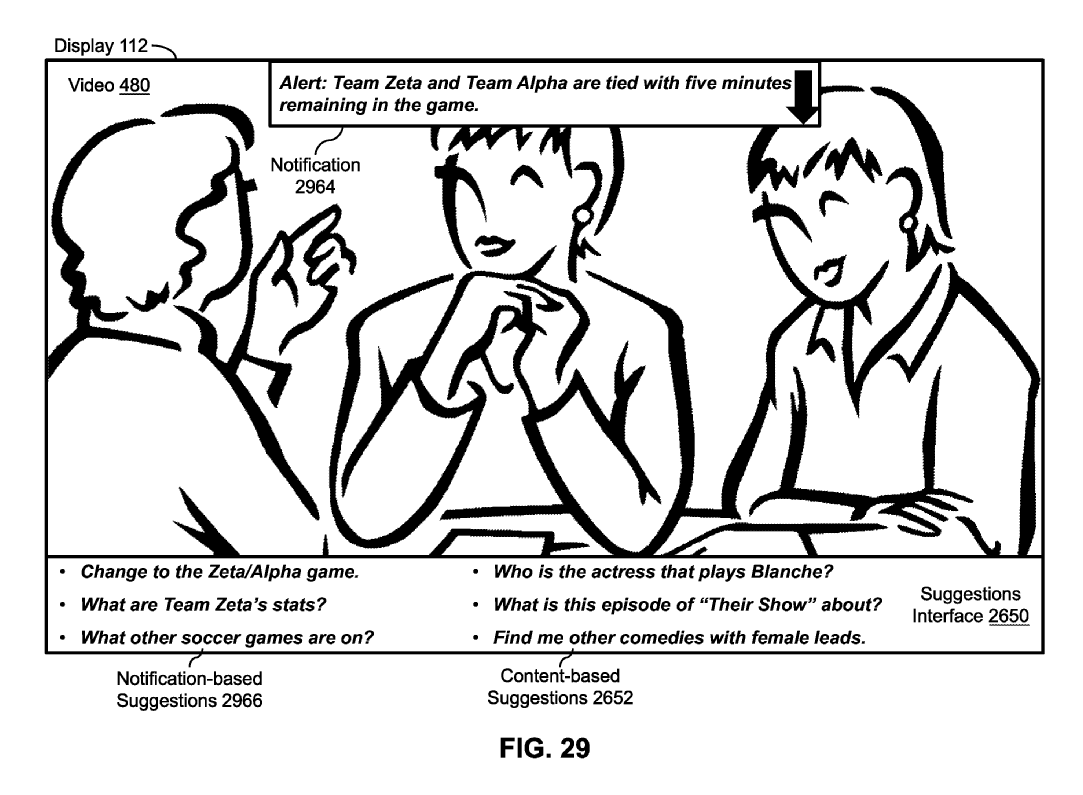 Display 112
Video 480
Alert: Team Zeta and Team Alpha are tied with five minutes
remaining in the game.
Notification
2964
• Change to the Zeta/Alpha game.
• What are Team Zeta's stats?
• What other soccer games are on?
• Who is the actress that plays Blanche?
• What is this episode of “Their Show” about?
• Find me other comedies with female leads.
Suggestions
Interface 2650
Notification-based
Suggestions 2966
Content-based
Suggestions 2652
FIG. 29